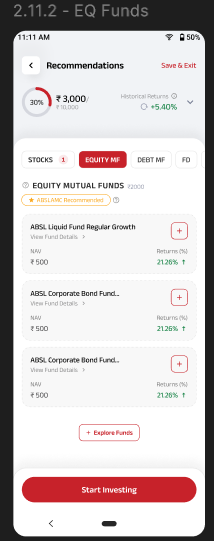 2.11.2 - EQ Funds
11:11 AM 50%
Recommendations Save & Exit
30% ₹ 3,000/ Historical Returns
₹ 10,000 +5.40%
STOCKS 1 EQUITY MF DEBT MF FD
EQUITY MUTUAL FUNDS ₹2000
ABSLAMC Recommended
ABSL Liquid Fund Regular Growth
View Fund Details >
NAV Returns (%)
₹ 500 21.26% ↑
ABSL Corporate Bond Fund...
View Fund Details >
NAV Returns (%)
₹ 500 21.26% ↑
ABSL Corporate Bond Fund...
View Fund Details >
NAV Returns (%)
₹ 500 21.26% ↑
+ Explore Funds
Start Investing